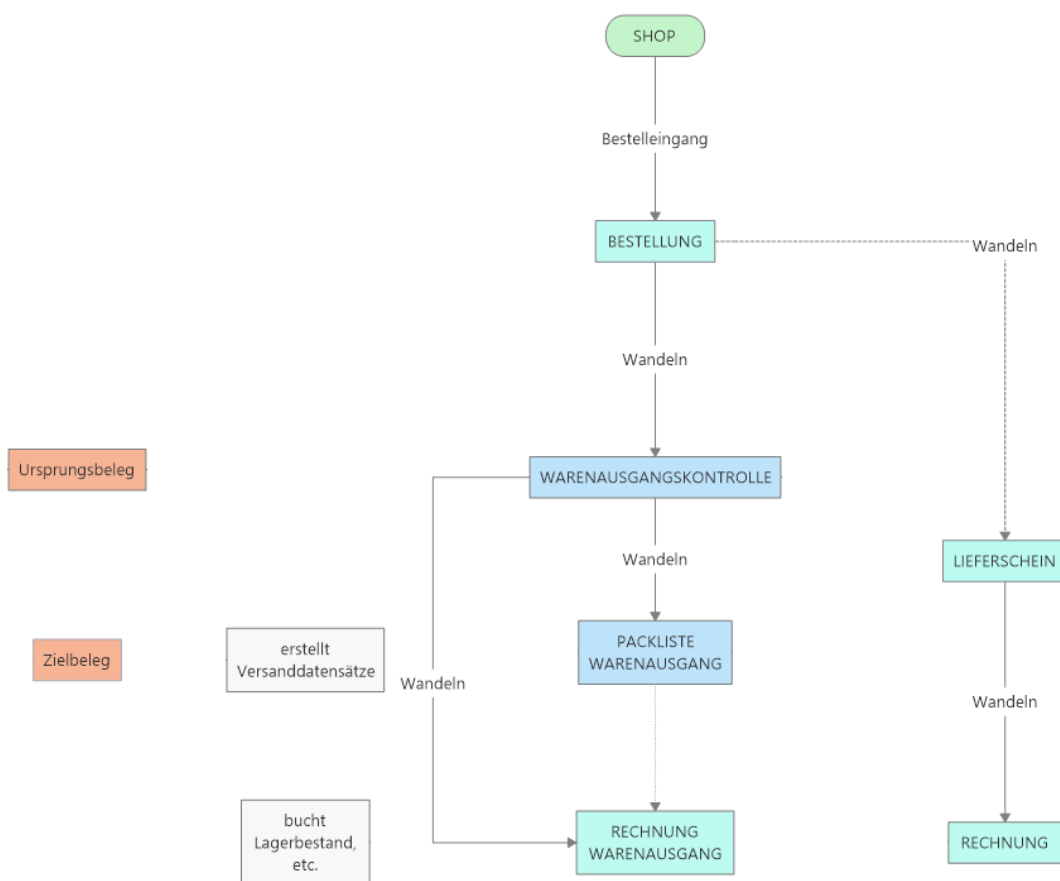 SHOP
Bestelleingang
BESTELLUNG
Wandeln
Wandeln
Ursprungsbeleg
WARENAUSGANGSKONTROLLE
Wandeln
LIEFERSCHEIN
Zielbeleg
erstellt
Versanddatensätze
PACKLISTE
WARENAUSGANG
Wandeln
Wandeln
bucht
Lagerbestand,
etc.
RECHNUNG
WARENAUSGANG
RECHNUNG